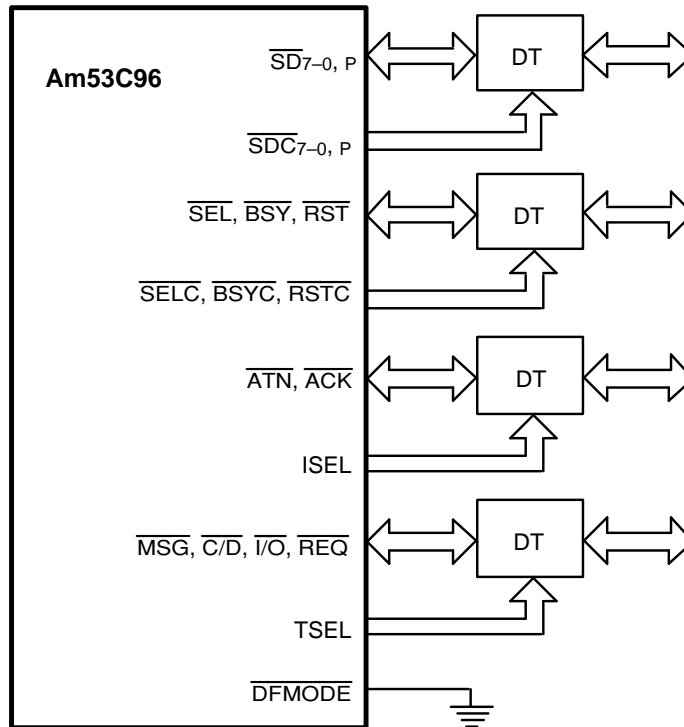 Am53C96
SD7–0, P
DT
SDC7–0, P
SEL, BSY, RST
DT
SELC, BSYC, RSTC
ATN, ACK
DT
ISEL
MSG, C/D, I/O, REQ
DT
TSEL
DFMODE